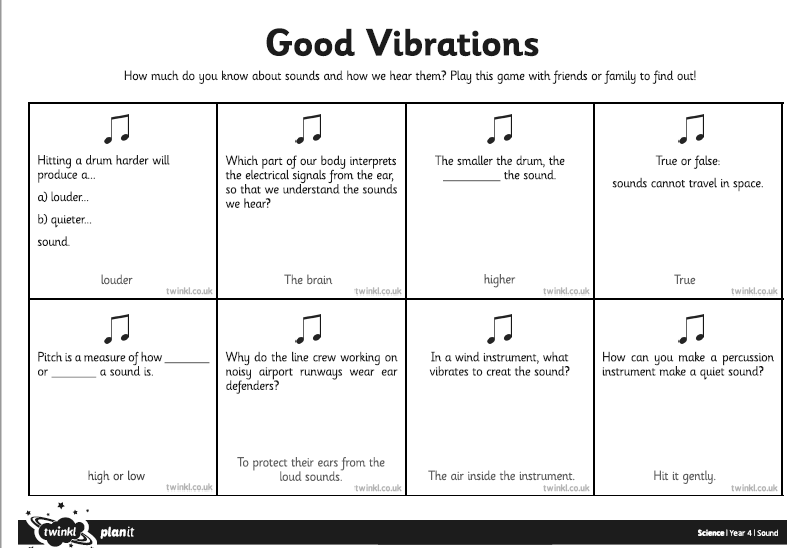 Good Vibrations
How much do you know about sounds and how we hear them? Play this game with friends or family to find out!
Hitting a drum harder will
produce a...
a) louder...
b) quieter...
sound.
louder
twinkl.co.uk
Which part of our body interprets
the electrical signals from the ear,
so that we understand the sounds
we hear?
The brain
twinkl.co.uk
The smaller the drum, the
_________ the sound.
higher
twinkl.co.uk
True or false:
sounds cannot travel in space.
True
twinkl.co.uk
Pitch is a measure of how _______
or _______ a sound is.
high or low
twinkl.co.uk
Why do the line crew working on
noisy airport runways wear ear
defenders?
To protect their ears from the
loud sounds.
twinkl.co.uk
In a wind instrument, what
vibrates to creat the sound?
The air inside the instrument.
twinkl.co.uk
How can you make a percussion
instrument make a quiet sound?
Hit it gently.
twinkl.co.uk
twinkl planit
Science | Year 4 | Sound